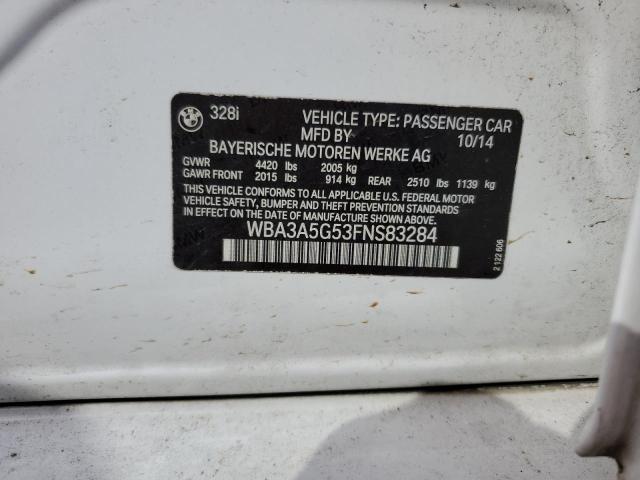 BMW
328i
VEHICLE TYPE: PASSENGER CAR
MFD BY 10/14
BAYERISCHE MOTOREN WERKE AG
GVWR 4420 lbs 2005 kg
GAWR FRONT 2015 lbs 914 kg REAR 2510 lbs 1139 kg
THIS VEHICLE CONFORMS TO ALL APPLICABLE U.S. FEDERAL MOTOR
VEHICLE SAFETY, BUMPER AND THEFT PREVENTION STANDARDS
IN EFFECT ON THE DATE OF MANUFACTURE SHOWN ABOVE.
WBA3A5G53FNS83284
2 122 606